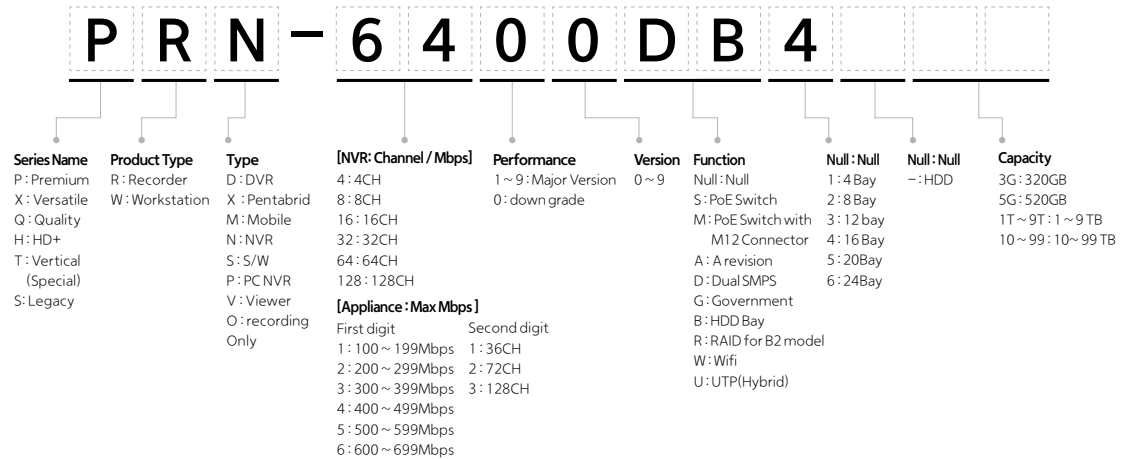 PRN-6400DB4
Series Name
P : Premium
X : Versatile
Q : Quality
H : HD+
T : Vertical
(Special)
S: Legacy
Product Type
R : Recorder
W : Workstation
Type
D : DVR
X : Pentabrid
M : Mobile
N : NVR
S : S/W
P : PC NVR
V : Viewer
O : recording
Only
[NVR: Channel / Mbps]
4 : 4CH
8 : 8CH
16 : 16CH
32 : 32CH
64 : 64CH
128 : 128CH
[Appliance : Max Mbps ]
First digit
1 : 100 ~ 199Mbps
2 : 200 ~ 299Mbps
3 : 300 ~ 399Mbps
4 : 400 ~ 499Mbps
5 : 500 ~ 599Mbps
6 : 600 ~ 699Mbps
Second digit
1 : 36CH
2 : 72CH
3 : 128CH
Performance
1 ~ 9 : Major Version
0 : down grade
Version
0 ~ 9
Function
Null : Null
S : PoE Switch
M : PoE Switch with
M12 Connector
A : A revision
D : Dual SMPS
G : Government
B : HDD Bay
R : RAID for B2 model
W : Wifi
U : UTP(Hybrid)
Null : Null
1 : 4 Bay
2 : 8 Bay
3 : 12 bay
4 : 16 Bay
5 : 20Bay
6 : 24Bay
Null : Null
– : HDD
Capacity
3G : 320GB
5G : 520GB
1T ~ 9T : 1 ~ 9 TB
10 ~ 99 : 10~ 99 TB